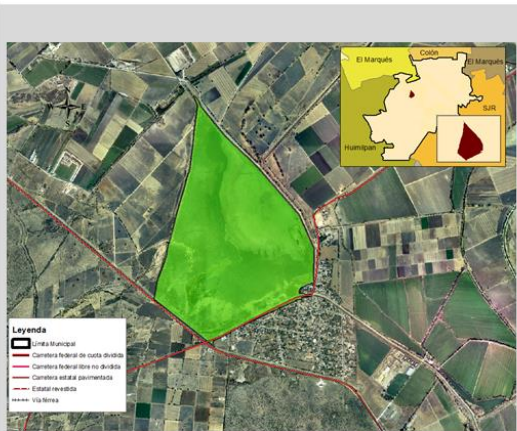 El Marqués
Colón
El Marqués
SJR
Huimilpan
Leyenda
Límite Municipal
Carretera federal de cuota dividida
Carretera federal libre no dividida
Carretera estatal pavimentada
Estatal revestida
Vía férrea